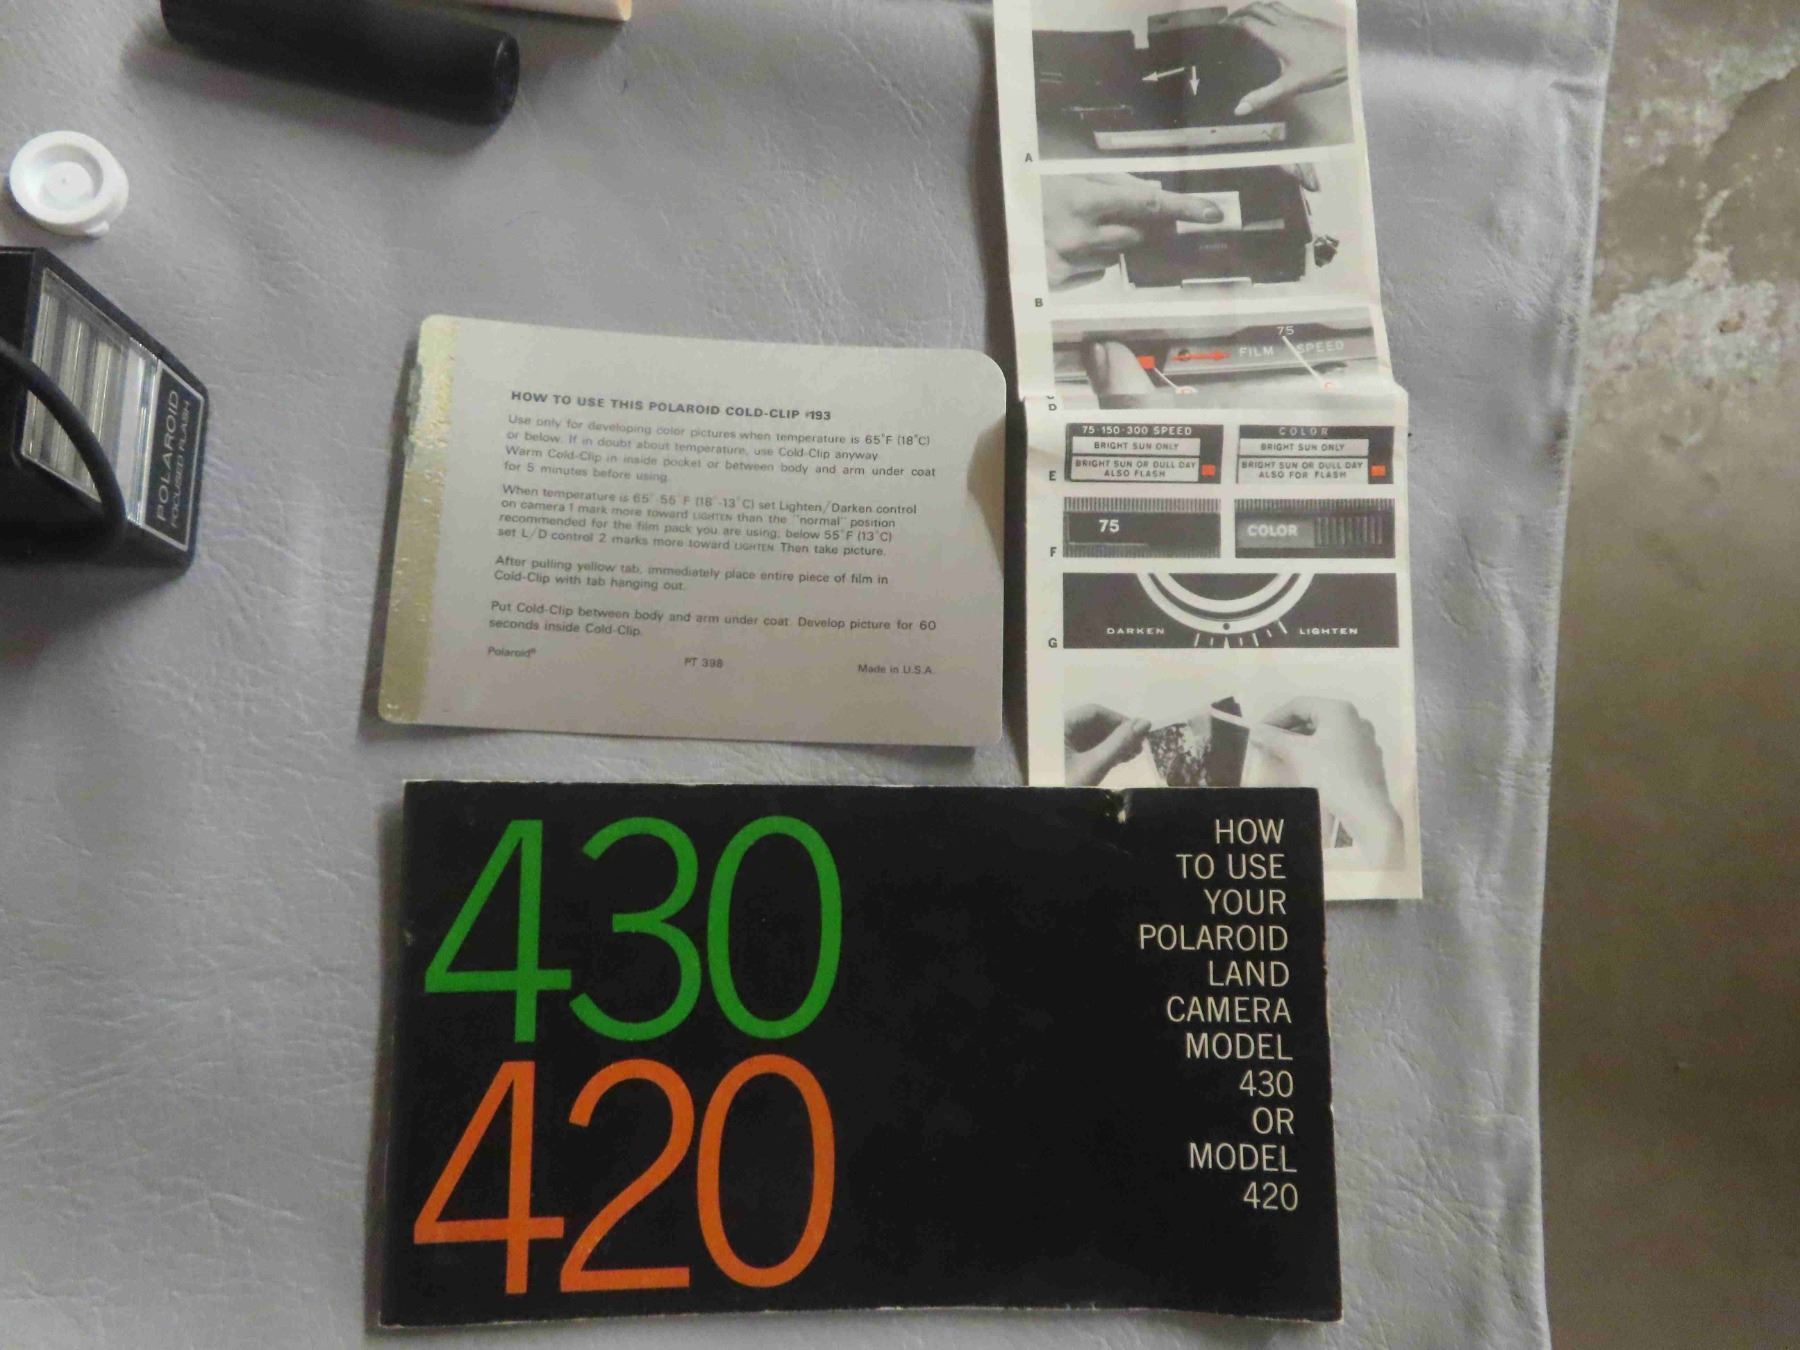 POLAROID
FOCUSED FLASH
HOW TO USE THIS POLAROID COLD-CLIP #193
Use only for developing color pictures when temperature is 65°F (18°C)
or below. If in doubt about temperature, use Cold-Clip anyway
Warm Cold-Clip in inside pocket or between body and arm under coat
for 5 minutes before using.
When temperature is 65°-55°F (18°-13°C) set Lighten/Darken control
on camera 1 mark more toward LIGHTEN than the "normal" position
recommended for the film pack you are using; below 55°F (13°C)
set L/D control 2 marks more toward LIGHTEN. Then take picture.
After pulling yellow tab, immediately place entire piece of film in
Cold-Clip with tab hanging out.
Put Cold-Clip between body and arm under coat. Develop picture for 60
seconds inside Cold-Clip.
Polaroid® PT 398 Made in U.S.A.
A
B
75
FILM SPEED
C
D
75-150-300 SPEED
BRIGHT SUN ONLY
BRIGHT SUN OR DULL DAY
ALSO FLASH
COLOR
BRIGHT SUN ONLY
BRIGHT SUN OR DULL DAY
ALSO FOR FLASH
E
75
COLOR
F
DARKEN LIGHTEN
G
430
420
HOW
TO USE
YOUR
POLAROID
LAND
CAMERA
MODEL
430
OR
MODEL
420